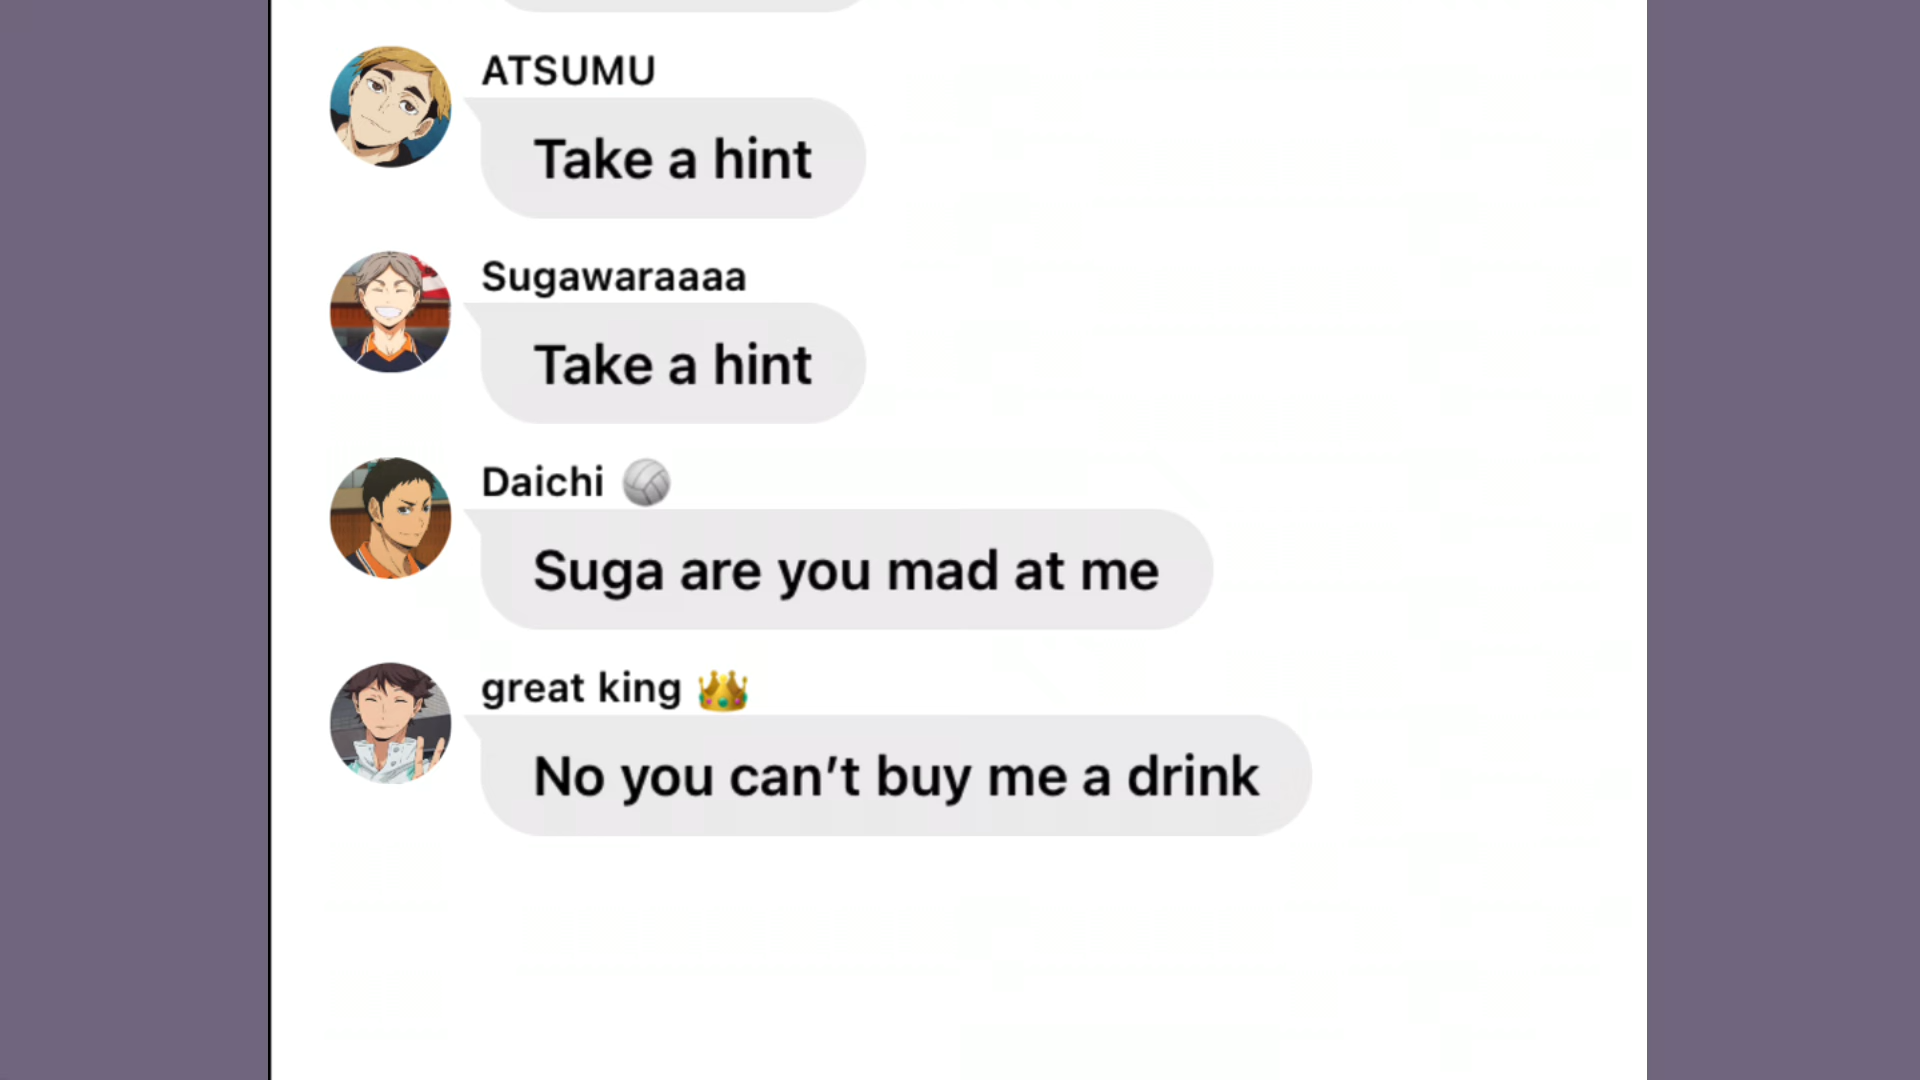 ATSUMU
Take a hint
Sugawaraaaa
Take a hint
Daichi 🏐
Suga are you mad at me
great king 👑
No you can’t buy me a drink